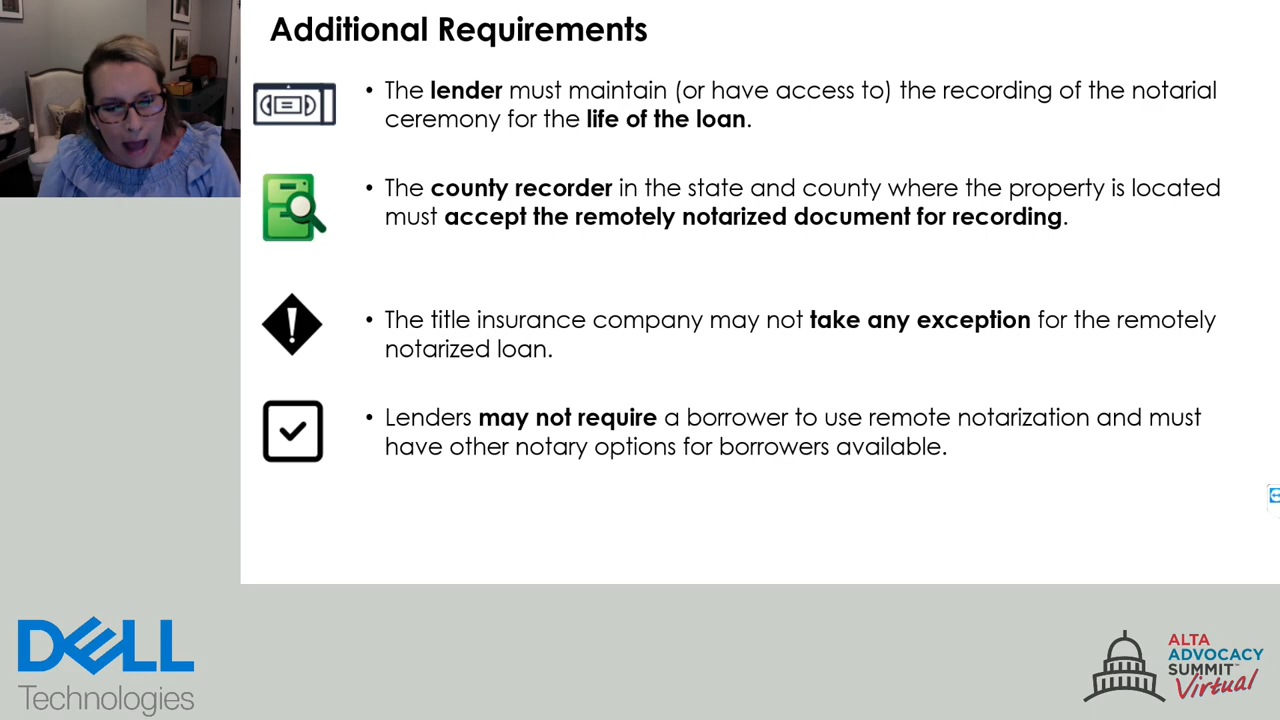 Additional Requirements
• The lender must maintain (or have access to) the recording of the notarial
ceremony for the life of the loan.
• The county recorder in the state and county where the property is located
must accept the remotely notarized document for recording.
• The title insurance company may not take any exception for the remotely
notarized loan.
• Lenders may not require a borrower to use remote notarization and must
have other notary options for borrowers available.
DELL
Technologies
ALTA
ADVOCACY
SUMMIT™
Virtual